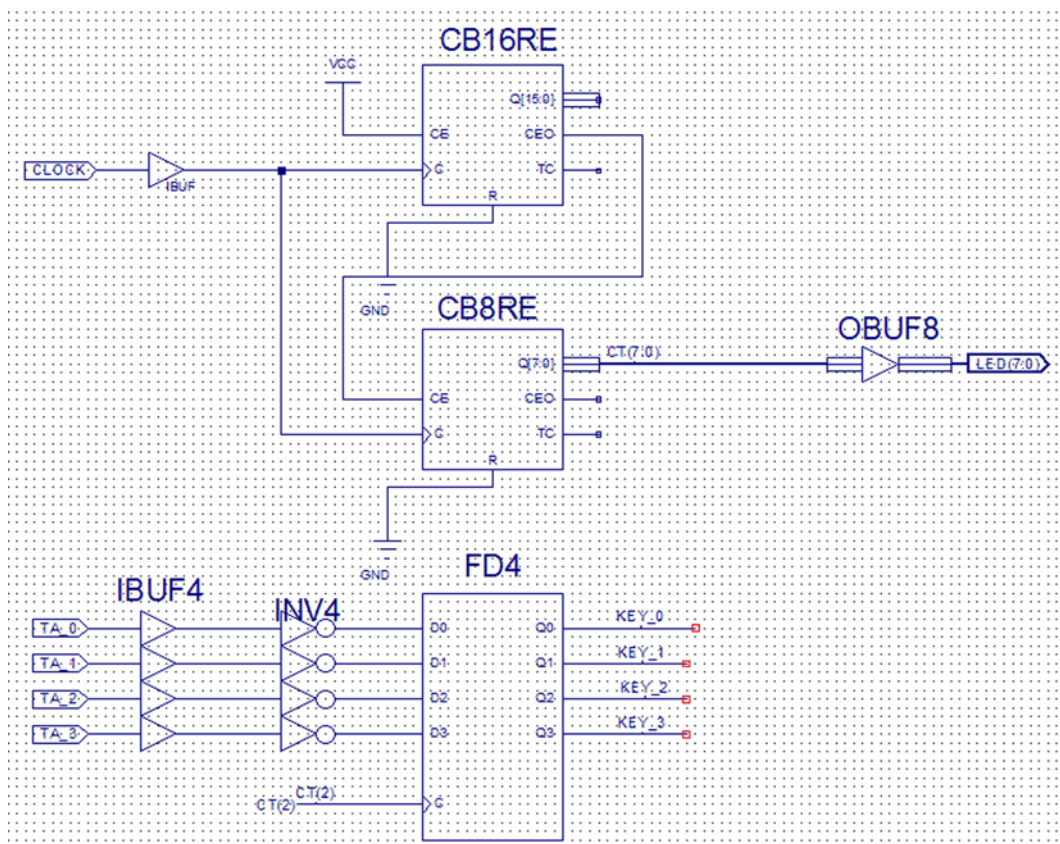 CB16RE
VCC
Q[15:0]
CE
CEO
CLOCK
IBUF
C
TC
R
GND
CB8RE
OBUF8
Q[7:0]
CT(7:0)
LED(7:0)
CE
CEO
C
TC
R
GND
FD4
IBUF4
INV4
TA_0
D0
Q0
KEY_0
TA_1
D1
Q1
KEY_1
TA_2
D2
Q2
KEY_2
TA_3
D3
Q3
KEY_3
CT(2)
CT(2)
C